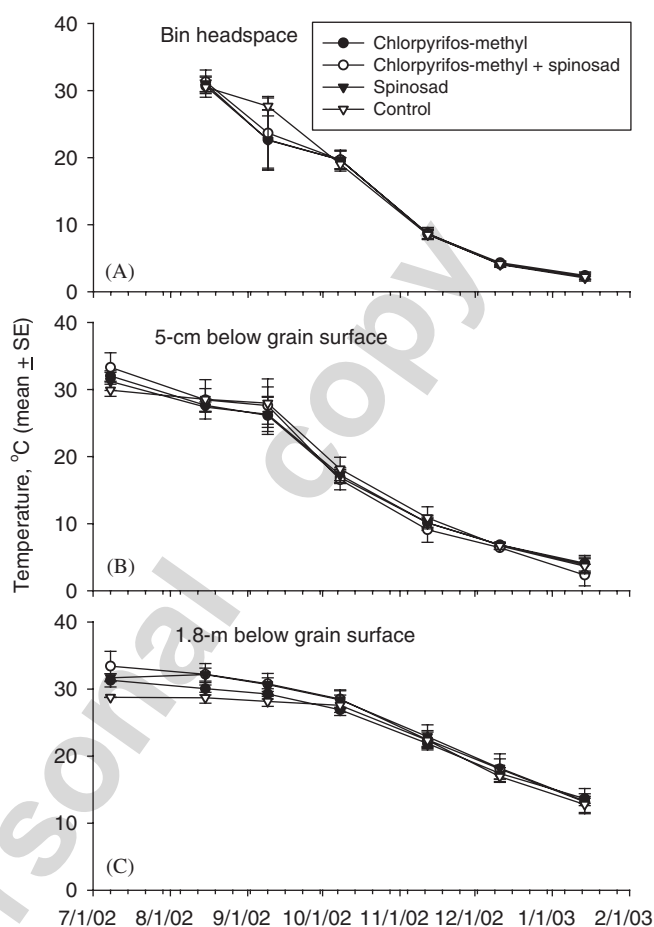 40
Bin headspace
Chlorpyrifos-methyl
Chlorpyrifos-methyl + spinosad
Spinosad
Control
30
20
10
(A)
0
40
5-cm below grain surface
30
20
10
(B)
0
Temperature, °C (mean ± SE)
40
1.8-m below grain surface
30
20
10
(C)
0
7/1/02 8/1/02 9/1/02 10/1/02 11/1/02 12/1/02 1/1/03 2/1/03
rsonal copy